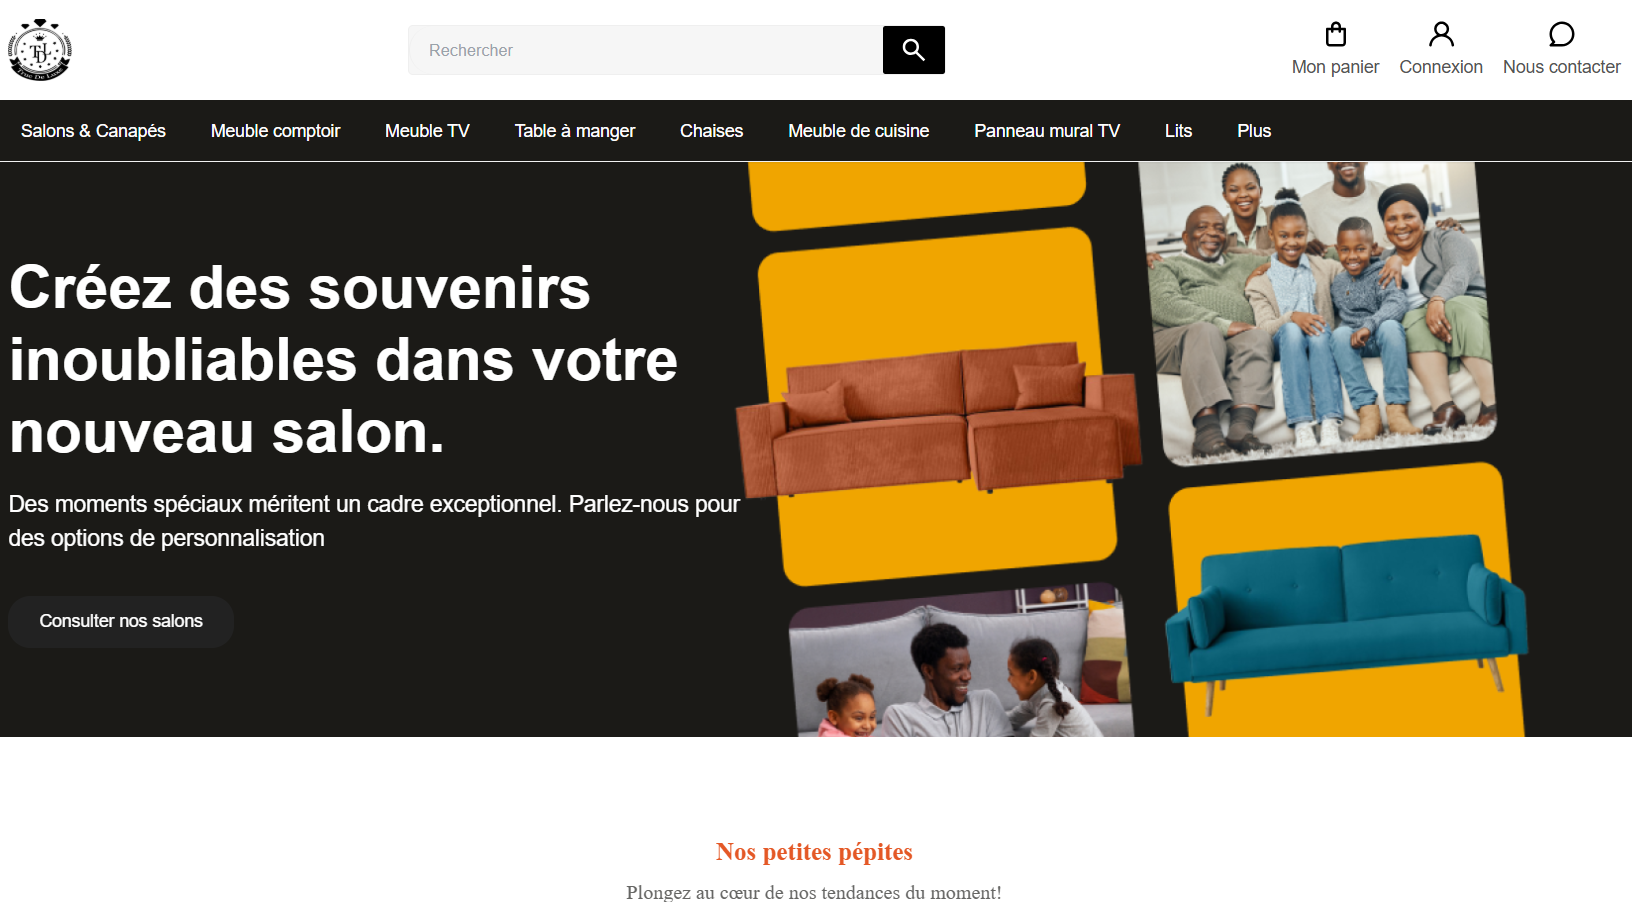 TDL
Truc De Luxe
Rechercher
Mon panier
Connexion
Nous contacter
Salons & Canapés
Meuble comptoir
Meuble TV
Table à manger
Chaises
Meuble de cuisine
Panneau mural TV
Lits
Plus
Créez des souvenirs
inoubliables dans votre
nouveau salon.
Des moments spéciaux méritent un cadre exceptionnel. Parlez-nous pour
des options de personnalisation
Consulter nos salons
Nos petites pépites
Plongez au cœur de nos tendances du moment!